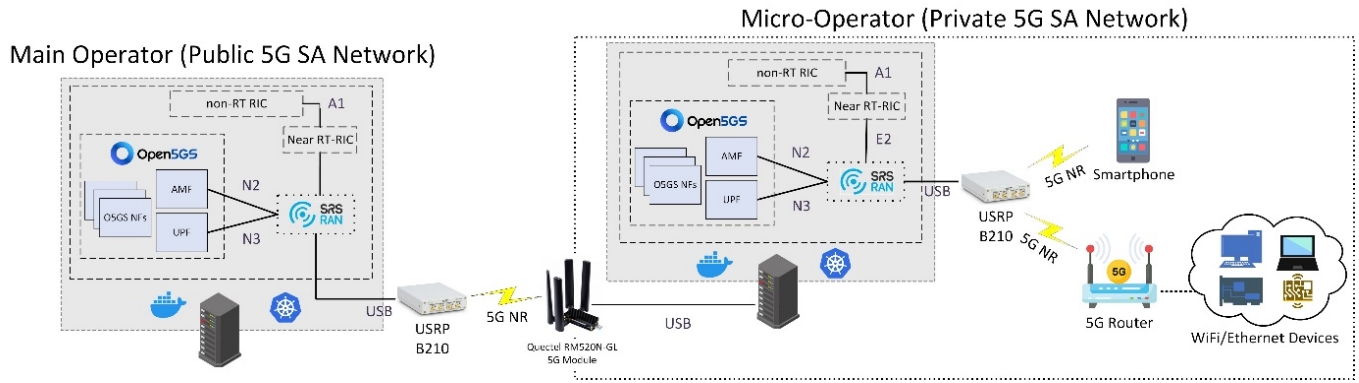 Micro-Operator (Private 5G SA Network)
Main Operator (Public 5G SA Network)
non-RT RIC
A1
Near RT-RIC
Open5GS
AMF
O5GS NFs
UPF
N2
N3
SRS
RAN
USB
USRP
B210
5G NR
Quectel RM520N-GL
5G Module
USB
non-RT RIC
A1
Near RT-RIC
E2
Open5GS
AMF
O5GS NFs
UPF
N2
N3
SRS
RAN
USB
USRP
B210
5G NR
Smartphone
5G NR
5G
5G Router
WiFi/Ethernet Devices